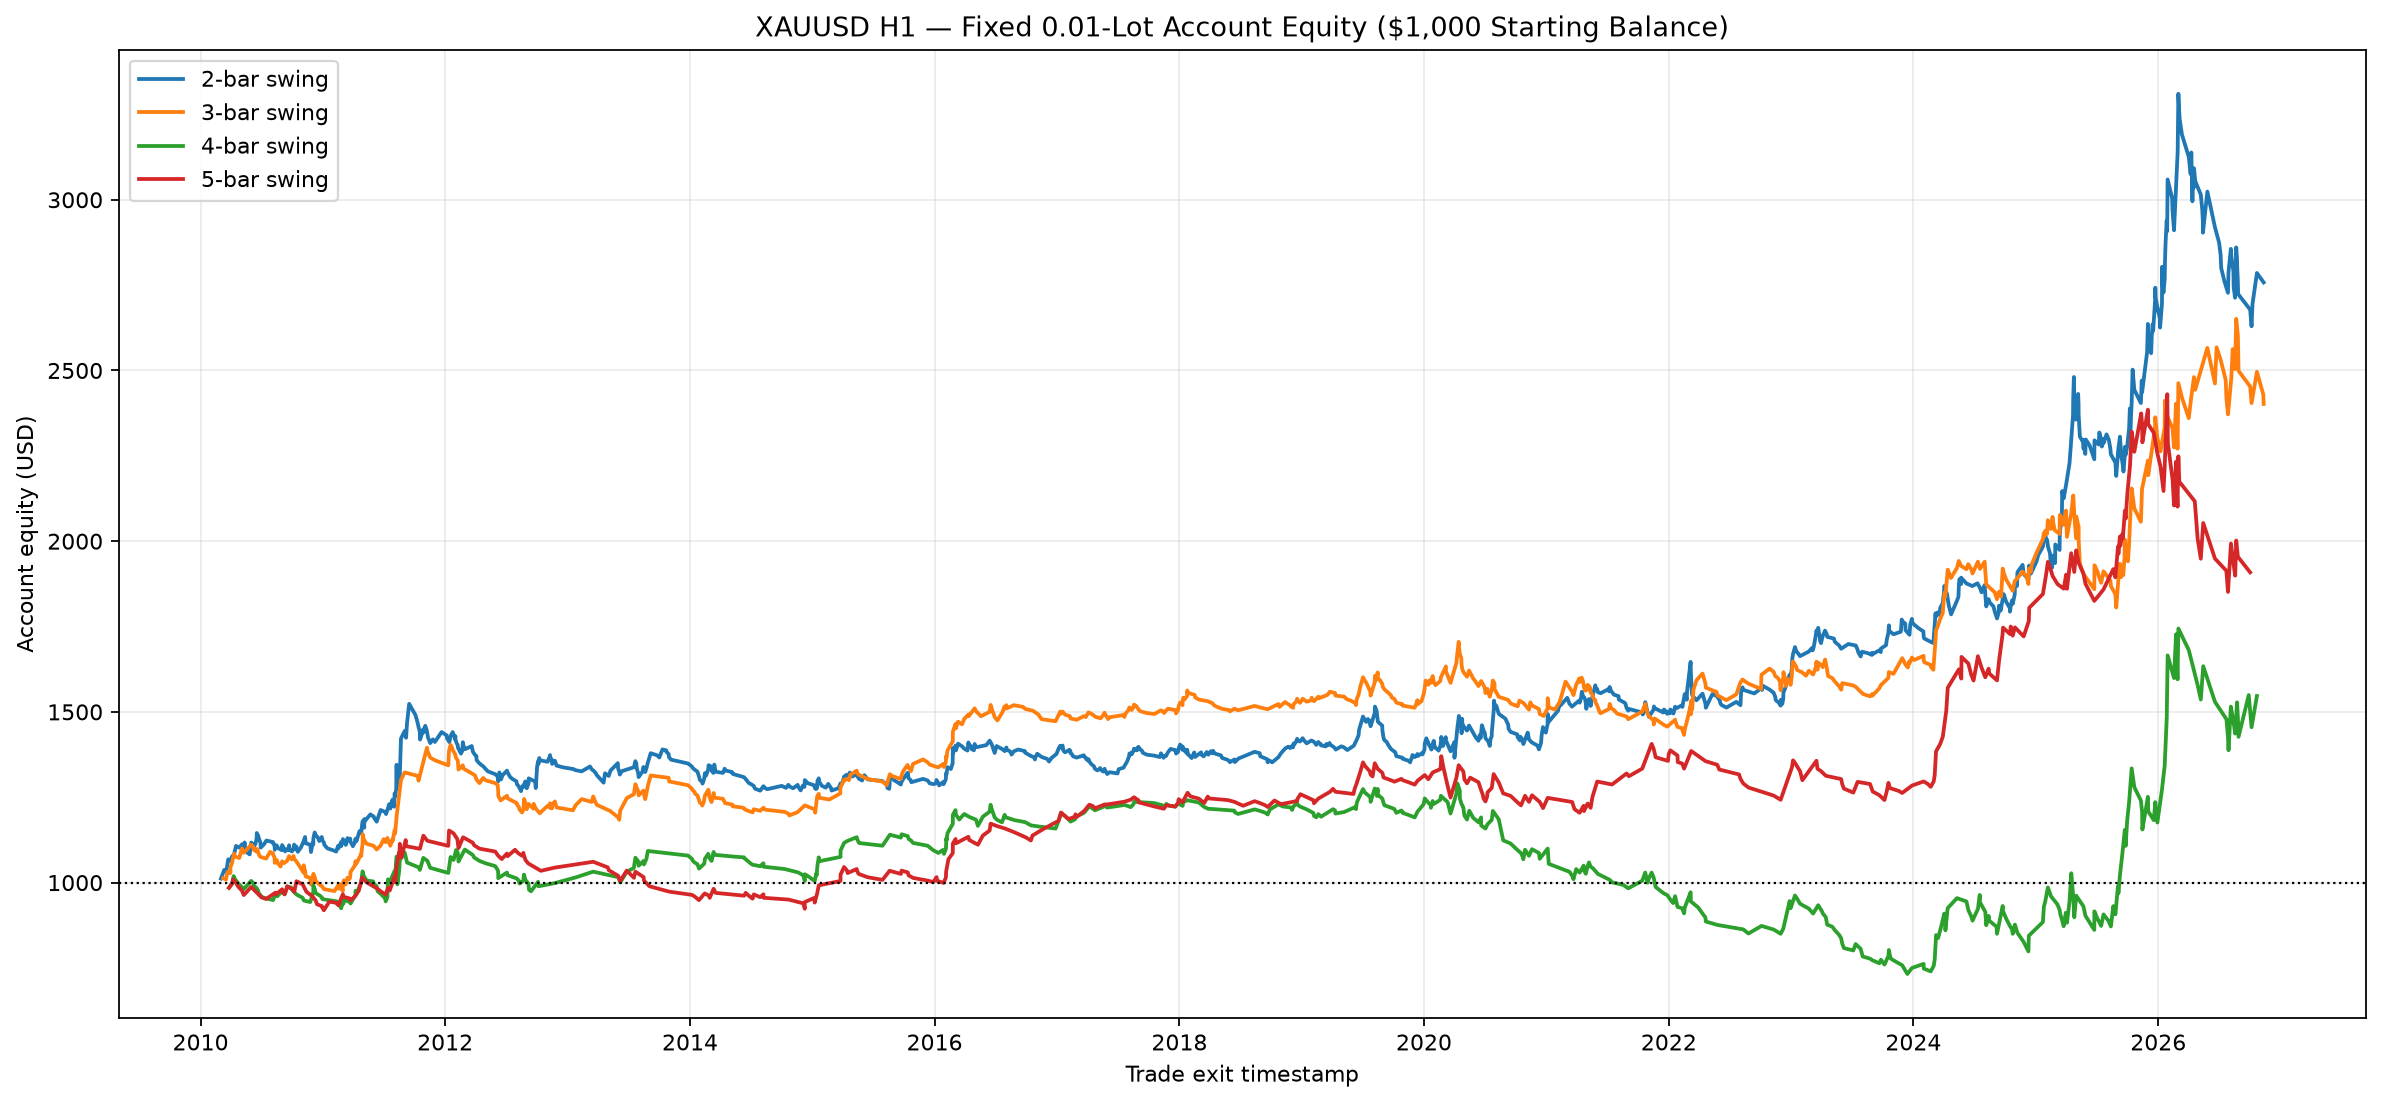 XAUUSD H1 — Fixed 0.01-Lot Account Equity ($1,000 Starting Balance)
2-bar swing
3-bar swing
4-bar swing
5-bar swing
Account equity (USD)
3000
2500
2000
1500
1000
2010 2012 2014 2016 2018 2020 2022 2024 2026
Trade exit timestamp